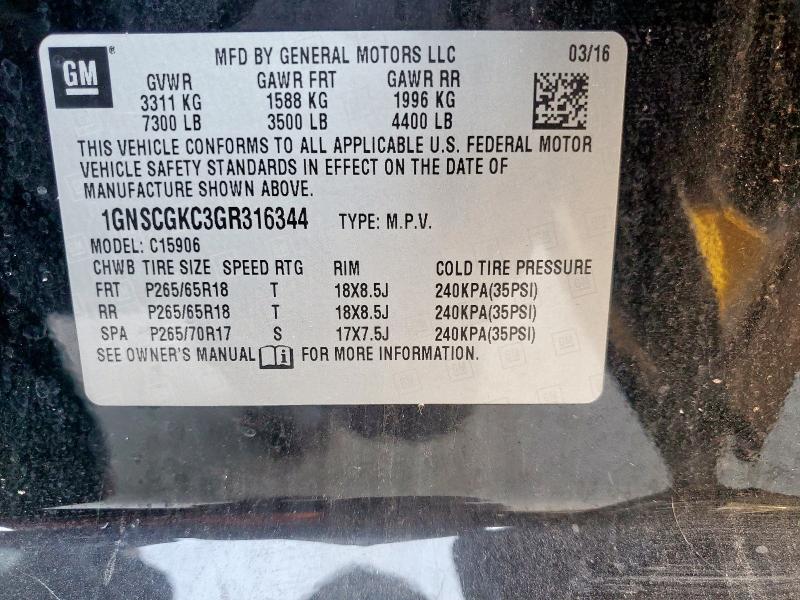 GM ® MFD BY GENERAL MOTORS LLC 03/16
GVWR GAWR FRT GAWR RR
3311 KG 1588 KG 1996 KG
7300 LB 3500 LB 4400 LB
THIS VEHICLE CONFORMS TO ALL APPLICABLE U.S. FEDERAL MOTOR
VEHICLE SAFETY STANDARDS IN EFFECT ON THE DATE OF
MANUFACTURE SHOWN ABOVE.
1GNSCGKC3GR316344 TYPE: M.P.V.
MODEL: C15906
CHWB TIRE SIZE SPEED RTG RIM COLD TIRE PRESSURE
FRT P265/65R18 T 18X8.5J 240KPA(35PSI)
RR P265/65R18 T 18X8.5J 240KPA(35PSI)
SPA P265/70R17 S 17X7.5J 240KPA(35PSI)
SEE OWNER'S MANUAL i FOR MORE INFORMATION.